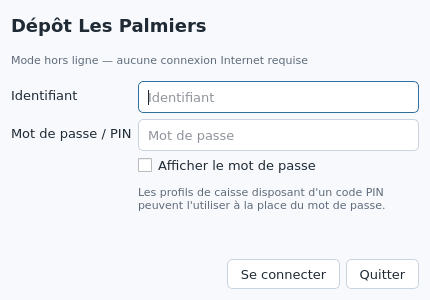 Dépôt Les Palmiers
Mode hors ligne — aucune connexion Internet requise
Identifiant
Identifiant
Mot de passe / PIN
Mot de passe
Afficher le mot de passe
Les profils de caisse disposant d'un code PIN
peuvent l'utiliser à la place du mot de passe.
Se connecter
Quitter